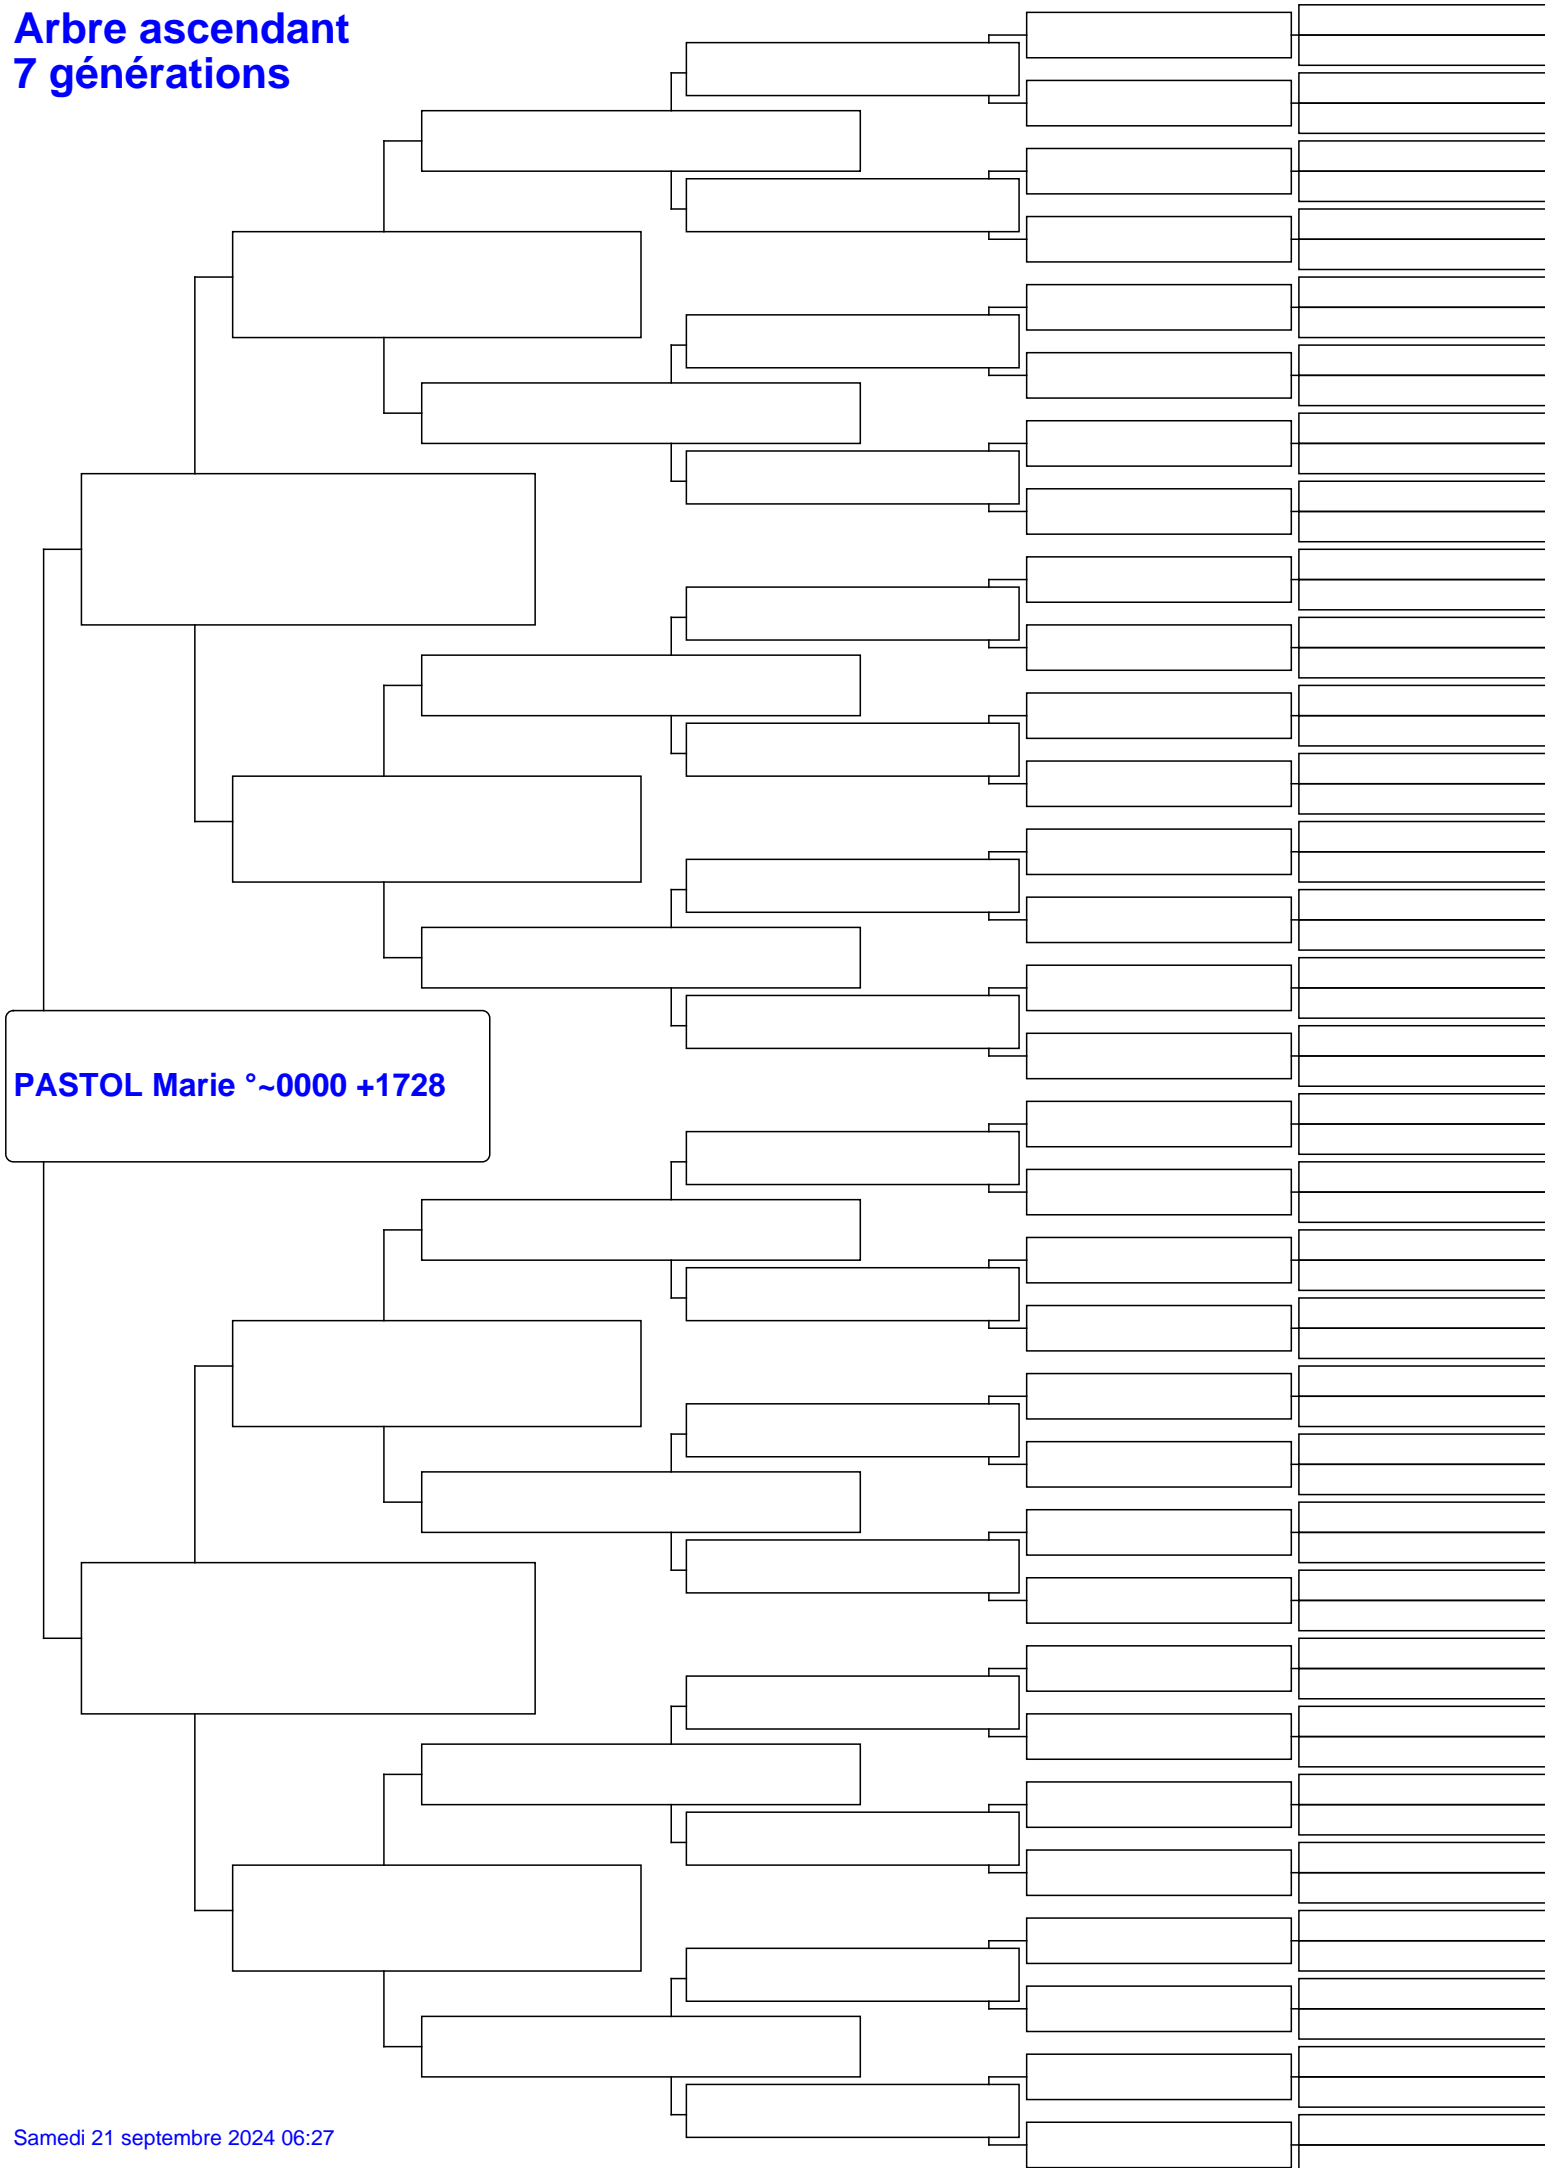 Arbre ascendant
7 générations
PASTOL Marie °~0000 +1728
Samedi 21 septembre 2024 06:27